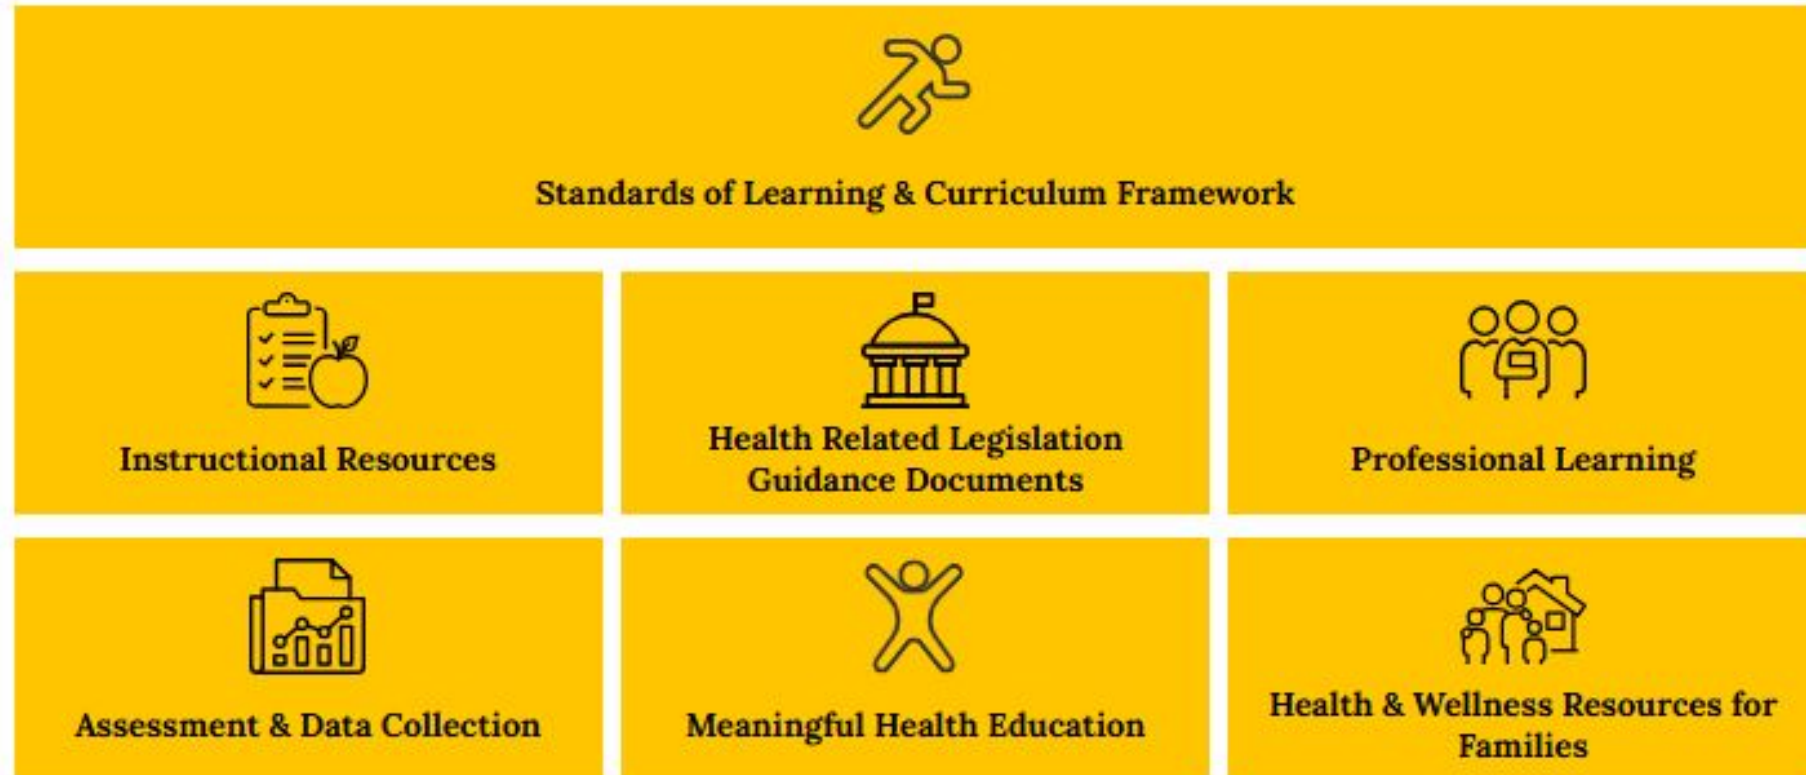 Standards of Learning & Curriculum Framework
Instructional Resources
Health Related Legislation
Guidance Documents
Professional Learning
Assessment & Data Collection
Meaningful Health Education
Health & Wellness Resources for
Families